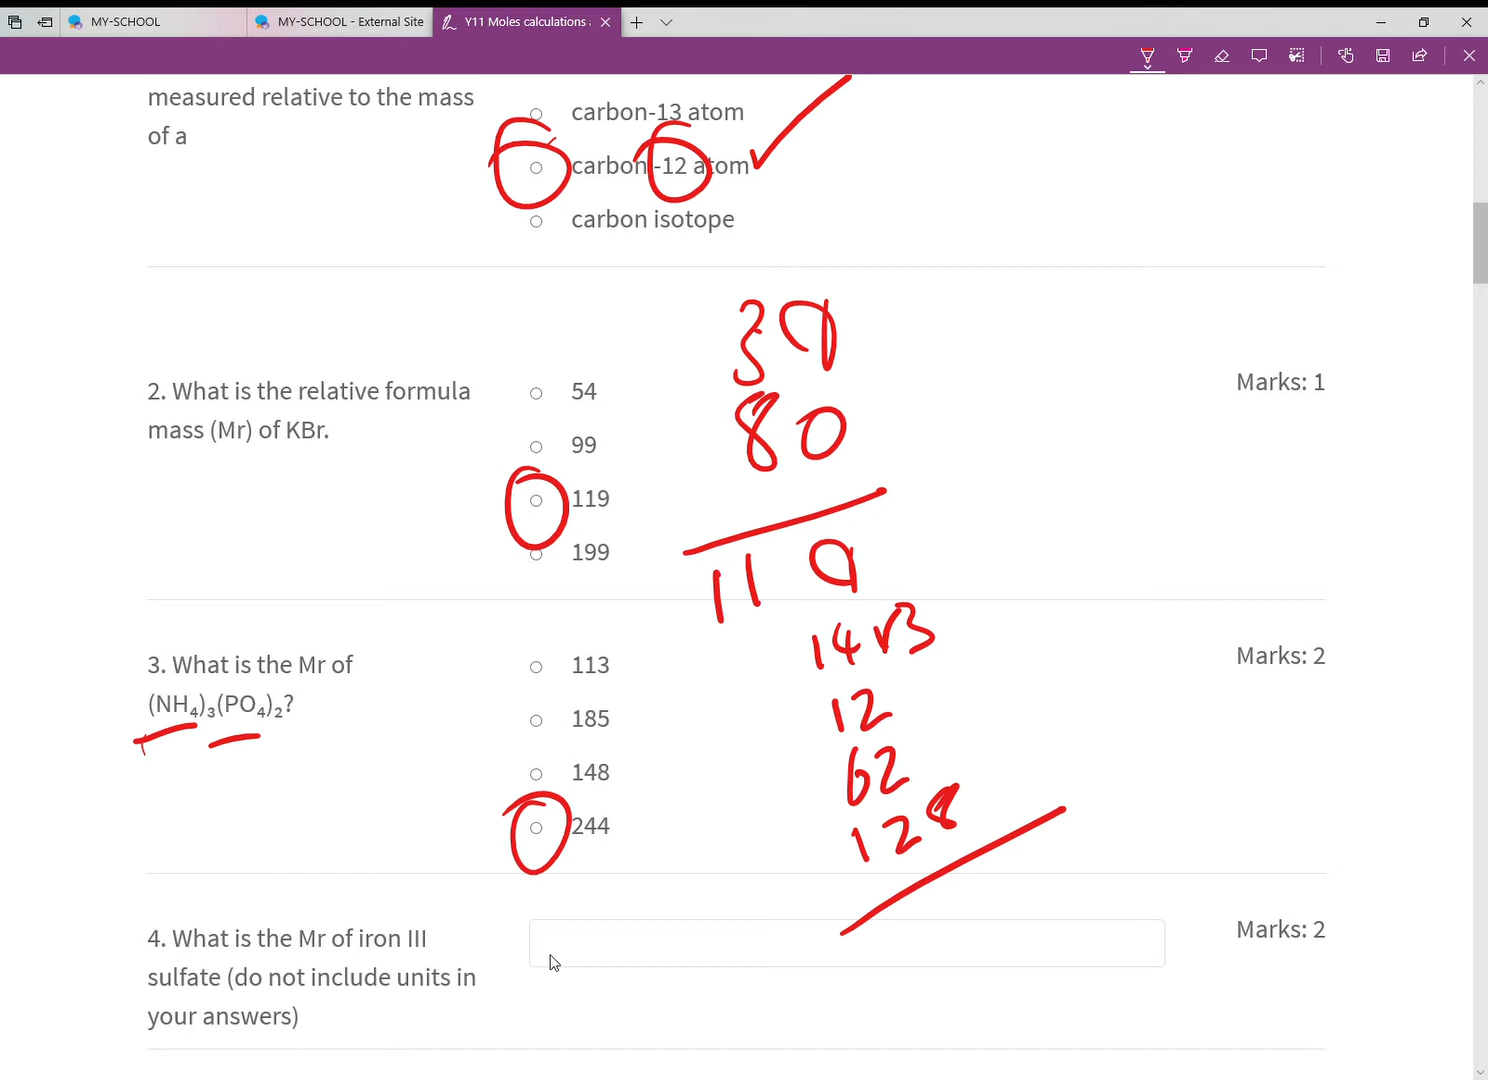 MY-SCHOOL
MY-SCHOOL - External Site
Y11 Moles calculations
measured relative to the mass
of a
carbon-13 atom
carbon -12 atom
carbon isotope
2. What is the relative formula
mass (Mr) of KBr.
54
99
119
199
Marks: 1
39
80
119
3. What is the Mr of
(NH₄)₃(PO₄)₂?
113
185
148
244
Marks: 2
14x3
12
62
128
4. What is the Mr of iron III
sulfate (do not include units in
your answers)
Marks: 2